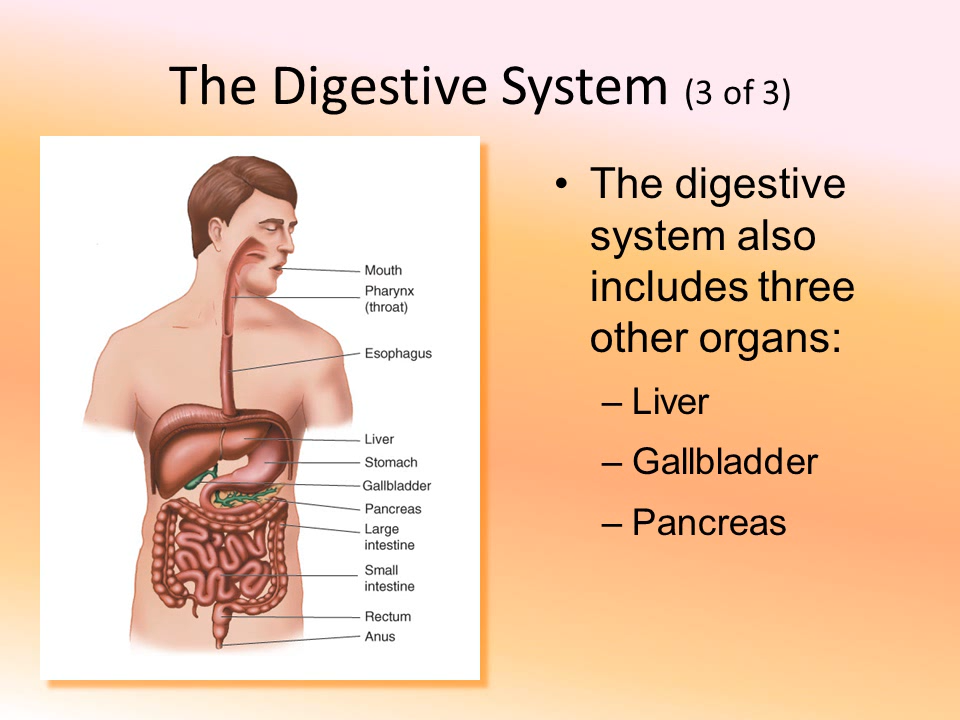 The Digestive System (3 of 3)
Mouth
Pharynx
(throat)
Esophagus
Liver
Stomach
Gallbladder
Pancreas
Large
intestine
Small
intestine
Rectum
Anus
• The digestive
system also
includes three
other organs:
– Liver
– Gallbladder
– Pancreas